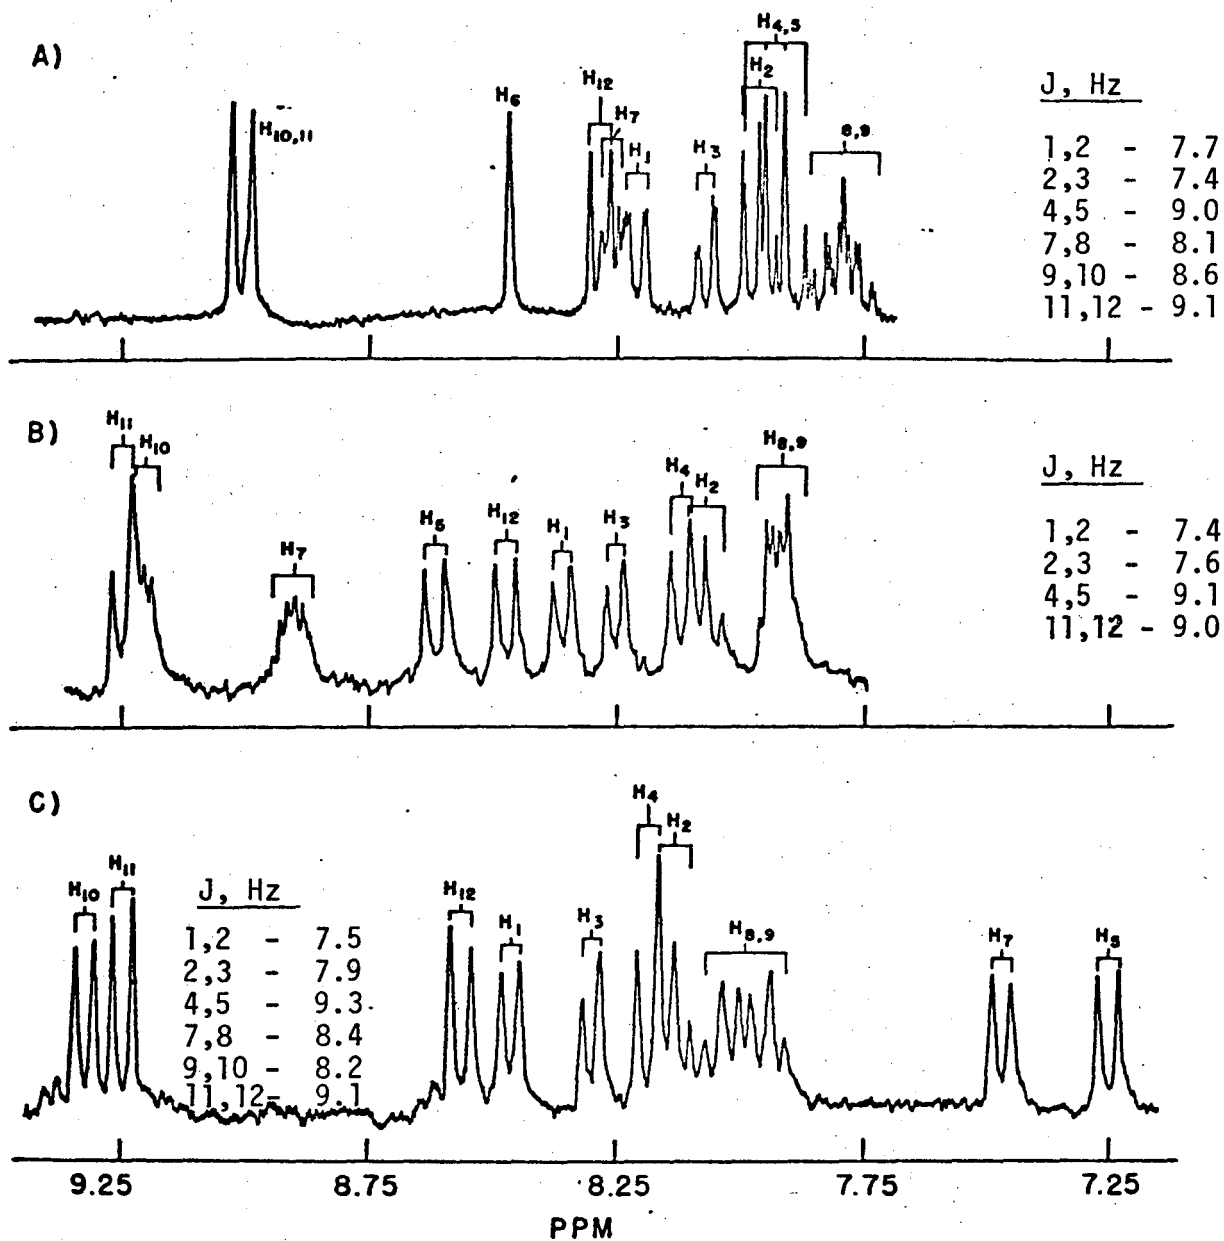 A)
H10,11
H6
H12
H7
H1
H3
H4,5
H2
8,9
J, Hz
1,2 - 7.7
2,3 - 7.4
4,5 - 9.0
7,8 - 8.1
9,10 - 8.6
11,12 - 9.1
B)
H11
H10
H7
H5
H12
H1
H3
H4
H2
H8,9
J, Hz
1,2 - 7.4
2,3 - 7.6
4,5 - 9.1
11,12 - 9.0
C)
H10
H11
J, Hz
1,2 - 7.5
2,3 - 7.9
4,5 - 9.3
7,8 - 8.4
9,10 - 8.2
11,12- 9.1
H12
H1
H3
H4
H2
H8,9
H7
H5
9.25 8.75 8.25 7.75 7.25
PPM